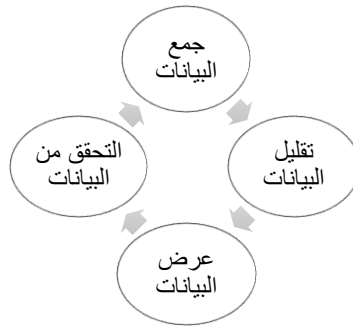 جمع
البيانات
تقليل
البيانات
عرض
البيانات
التحقق من
البيانات